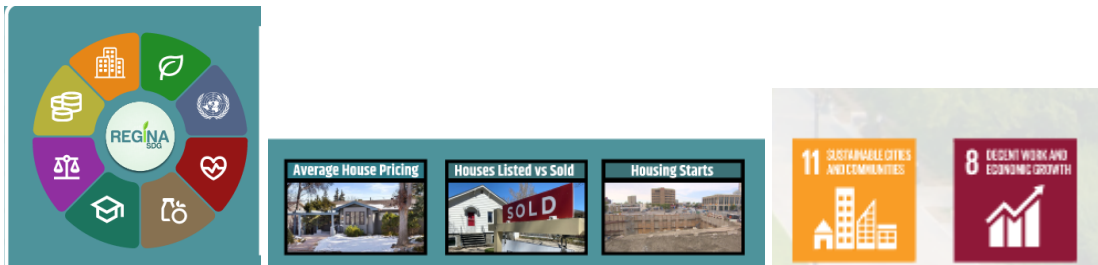 REGINA
SDG
Average House Pricing
Houses Listed vs Sold
Housing Starts
SOLD
11 SUSTAINABLE CITIES
AND COMMUNITIES
8 DECENT WORK AND
ECONOMIC GROWTH